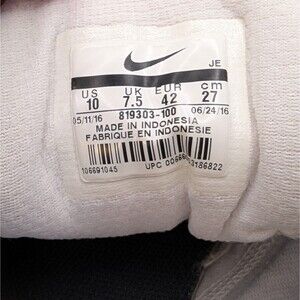 JE
US UK EUR cm
10 7.5 42 27
05/11/16 819303-100 06/24/16
MADE IN INDONESIA
FABRIQUE EN INDONESIE
106691045
UPC